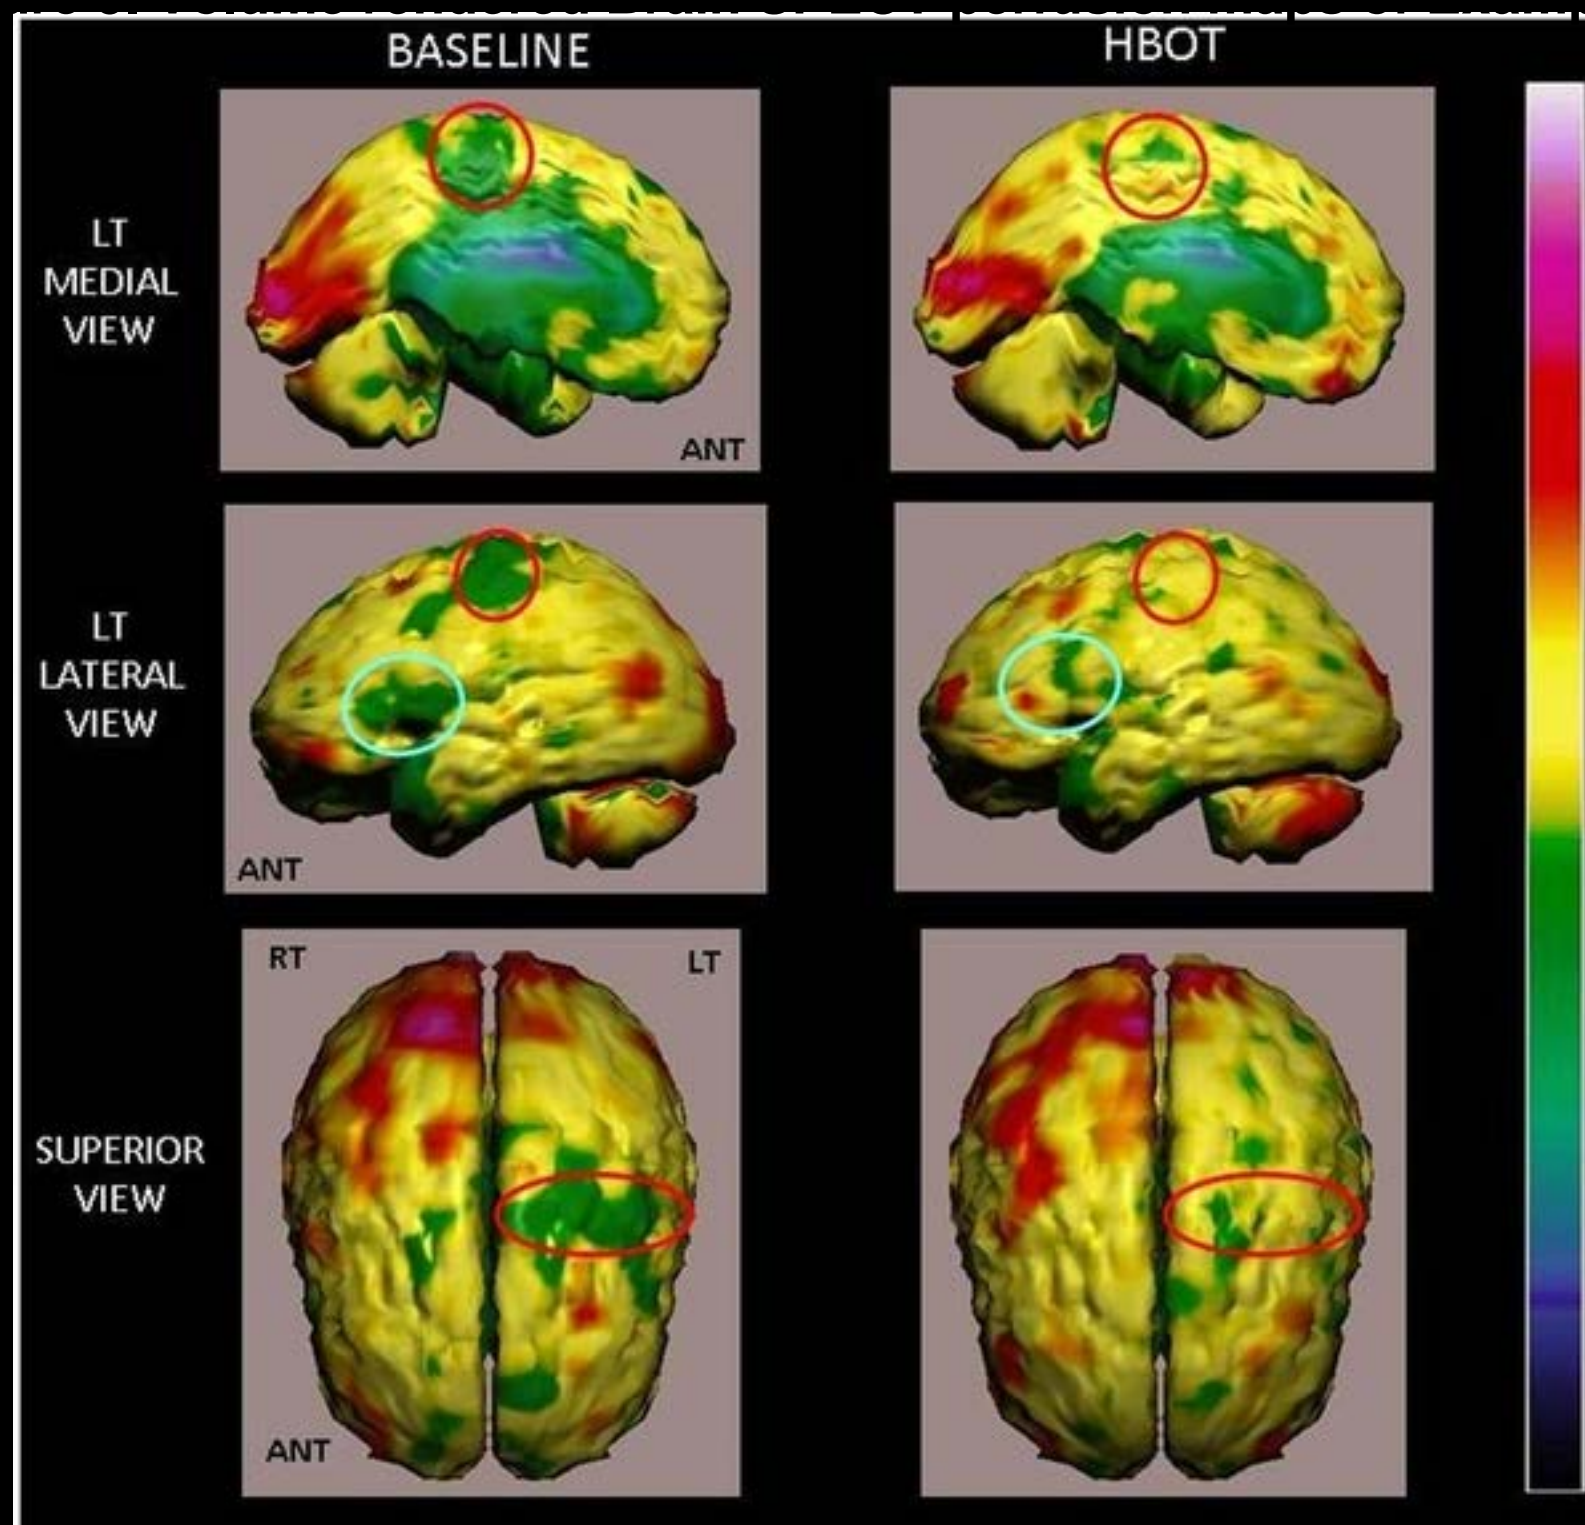 BASELINE
HBOT
LT
MEDIAL
VIEW
ANT
LT
LATERAL
VIEW
ANT
RT
LT
SUPERIOR
VIEW
ANT